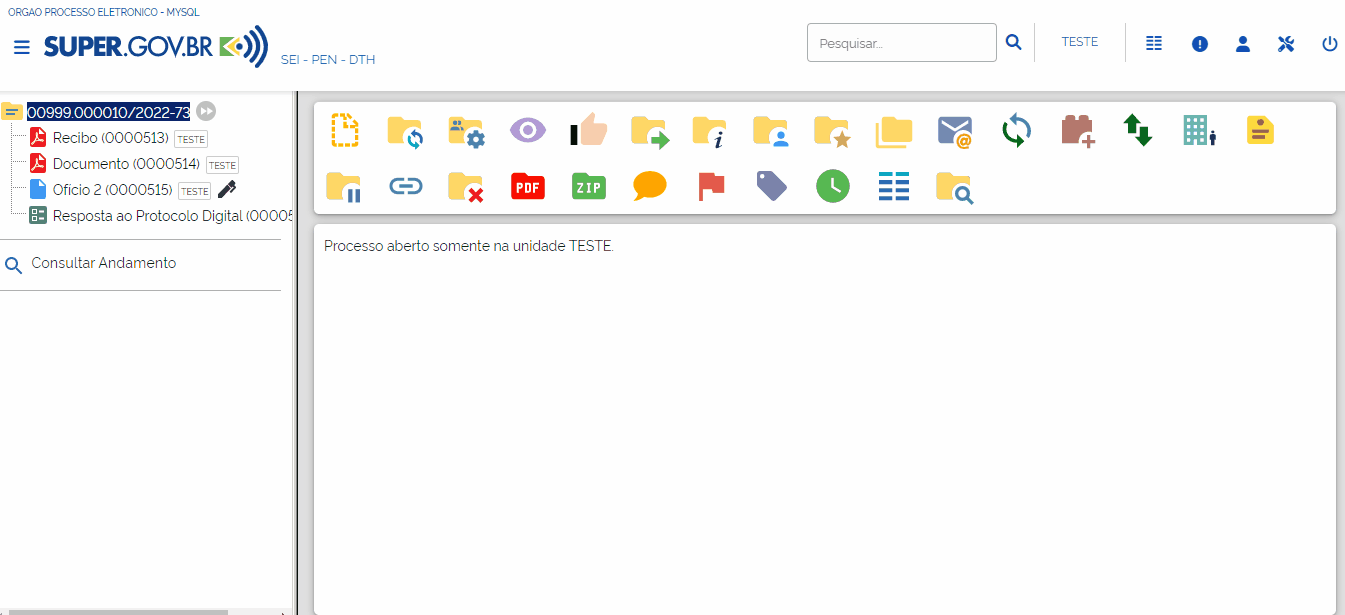 ORGAO PROCESSO ELETRONICO - MYSQL
SUPER.GOV.BR
SEI - PEN - DTH
Pesquisar...
TESTE
00999.000010/2022-73
Recibo (0000513) TESTE
Documento (0000514) TESTE
Ofício 2 (0000515) TESTE
Resposta ao Protocolo Digital (00005
Consultar Andamento
PDF
ZIP
Processo aberto somente na unidade TESTE.